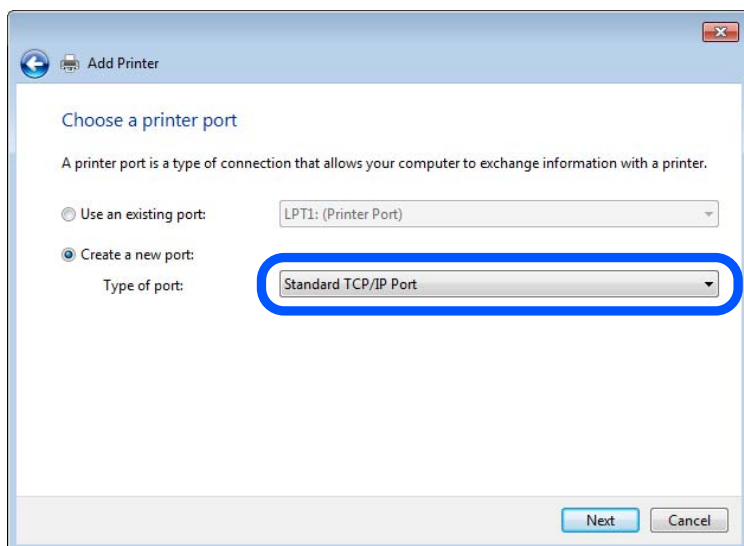 Add Printer
Choose a printer port
A printer port is a type of connection that allows your computer to exchange information with a printer.
Use an existing port: LPT1: (Printer Port)
Create a new port:
Type of port: Standard TCP/IP Port
Next Cancel